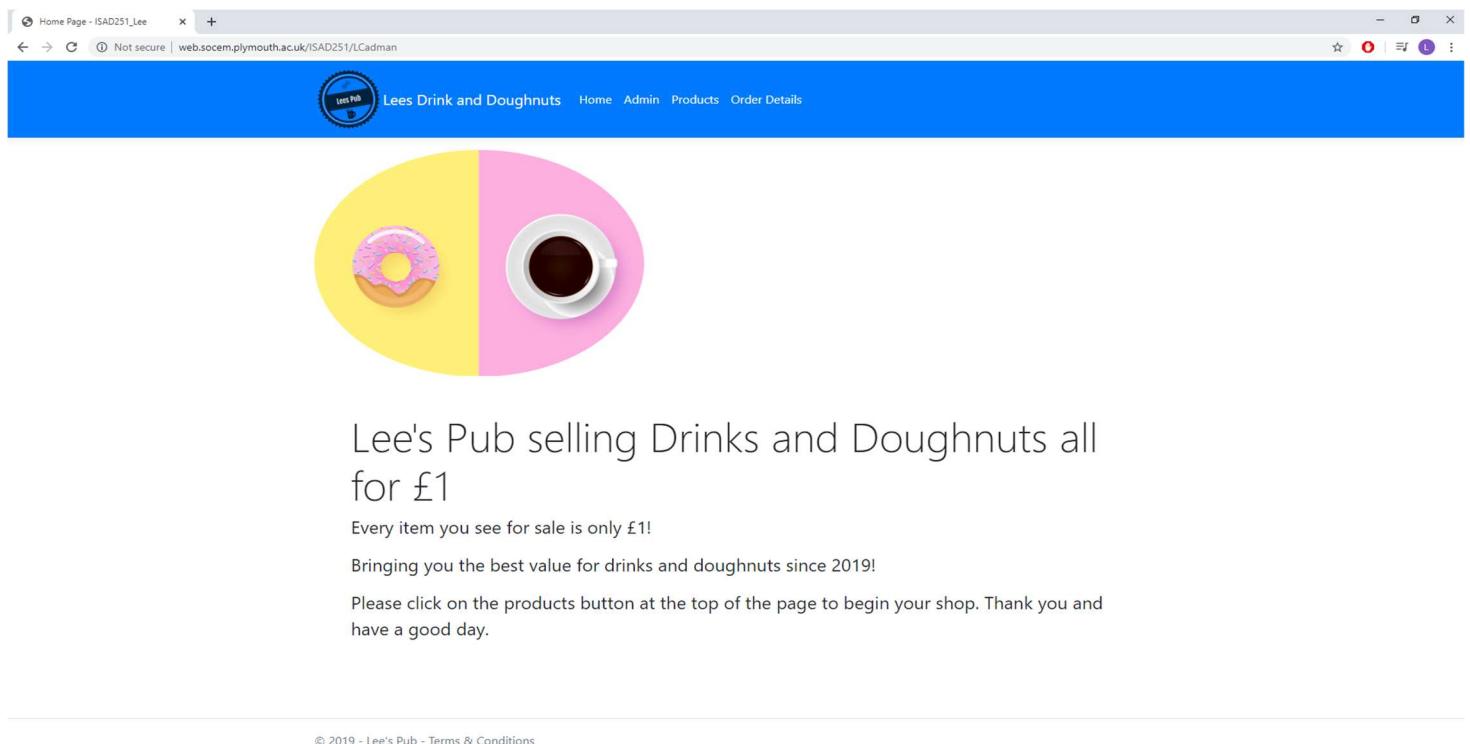 Home Page - ISAD251_Lee
Not secure | web.socem.plymouth.ac.uk/ISAD251/LCadman
L
Lees Pub
Lees Drink and Doughnuts Home Admin Products Order Details
Lee's Pub selling Drinks and Doughnuts all
for £1
Every item you see for sale is only £1!
Bringing you the best value for drinks and doughnuts since 2019!
Please click on the products button at the top of the page to begin your shop. Thank you and
have a good day.
© 2019 - Lee's Pub - Terms & Conditions